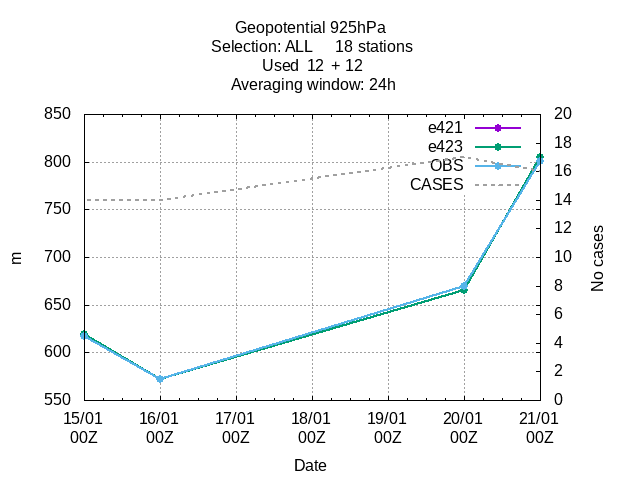 Geopotential 925hPa
Selection: ALL 18 stations
Used 12 + 12
Averaging window: 24h
850
800
750
700
650
600
550
m
20
18
16
14
12
10
8
6
4
2
0
No cases
e421
e423
OBS
CASES
15/01 16/01 17/01 18/01 19/01 20/01 21/01
00Z 00Z 00Z 00Z 00Z 00Z 00Z
Date